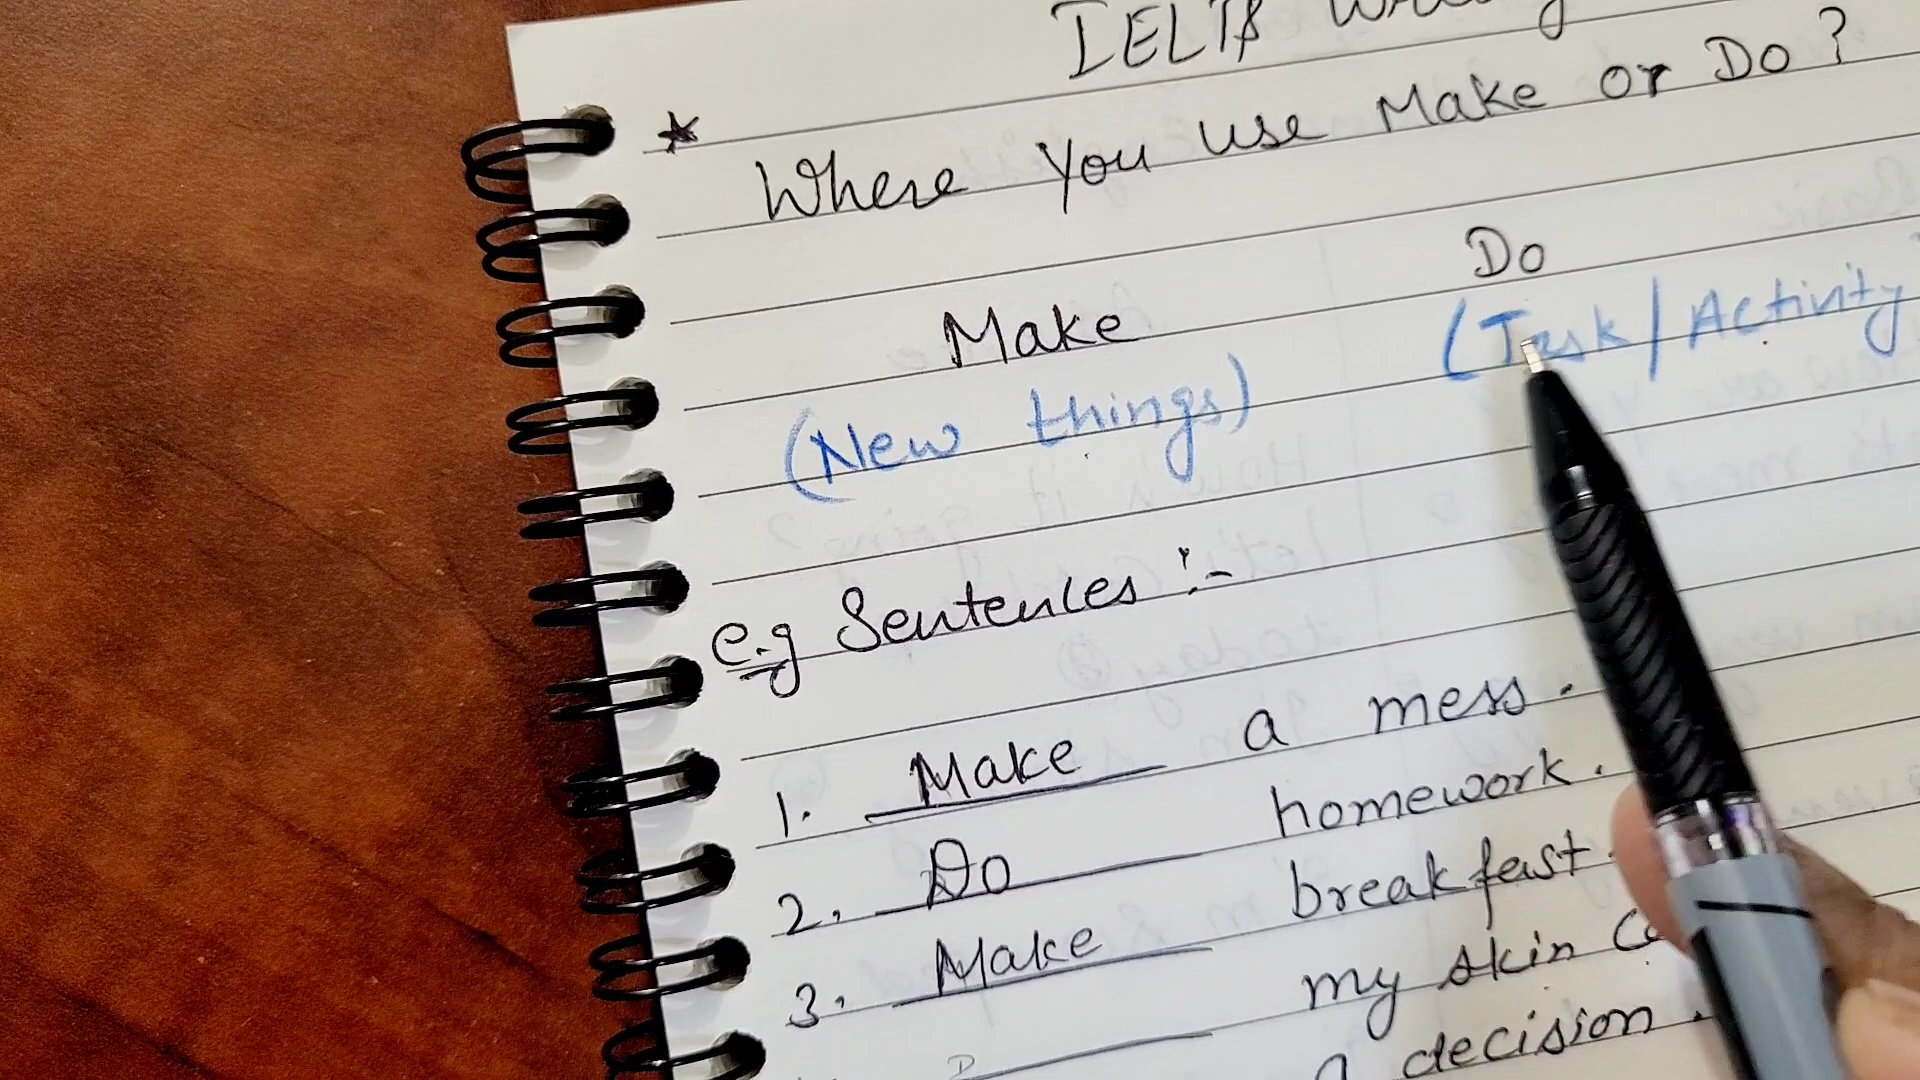 IELTS Writing
* Where You use Make or Do?
Make Do
(New things) (Task/Activity)
e.g Sentences :-
1. Make a mess.
2. Do homework.
3. Make breakfast.
my skin
decision.